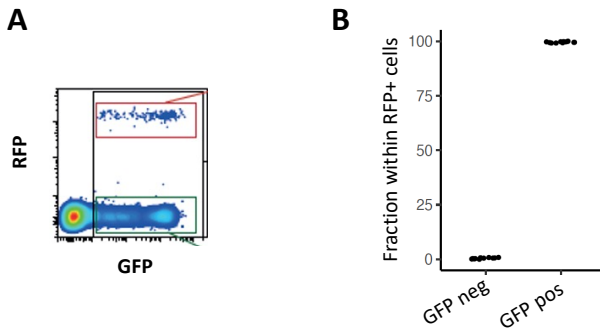 A
RFP
GFP
B
Fraction within RFP+ cells
100
75
50
25
0
GFP neg
GFP pos